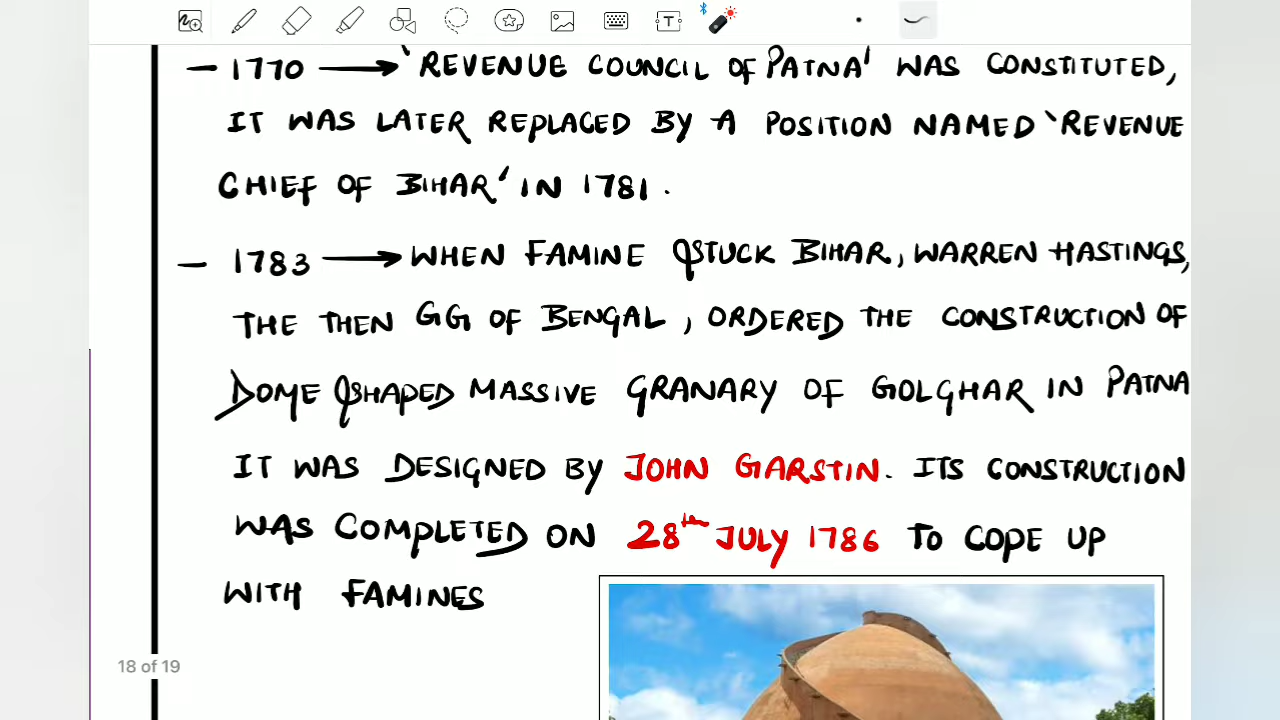 – 1770 → 'REVENUE COUNCIL OF PATNA' WAS CONSTITUTED,
IT WAS LATER REPLACED BY A POSITION NAMED 'REVENUE
CHIEF OF BIHAR' IN 1781.
– 1783 → WHEN FAMINE STUCK BIHAR, WARREN HASTINGS,
THE THEN GG OF BENGAL, ORDERED THE CONSTRUCTION OF
DOME SHAPED MASSIVE GRANARY OF GOLGHAR IN PATNA
IT WAS DESIGNED BY JOHN GARSTIN. ITS CONSTRUCTION
WAS COMPLETED ON 28th JULY 1786 TO COPE UP
WITH FAMINES
18 of 19